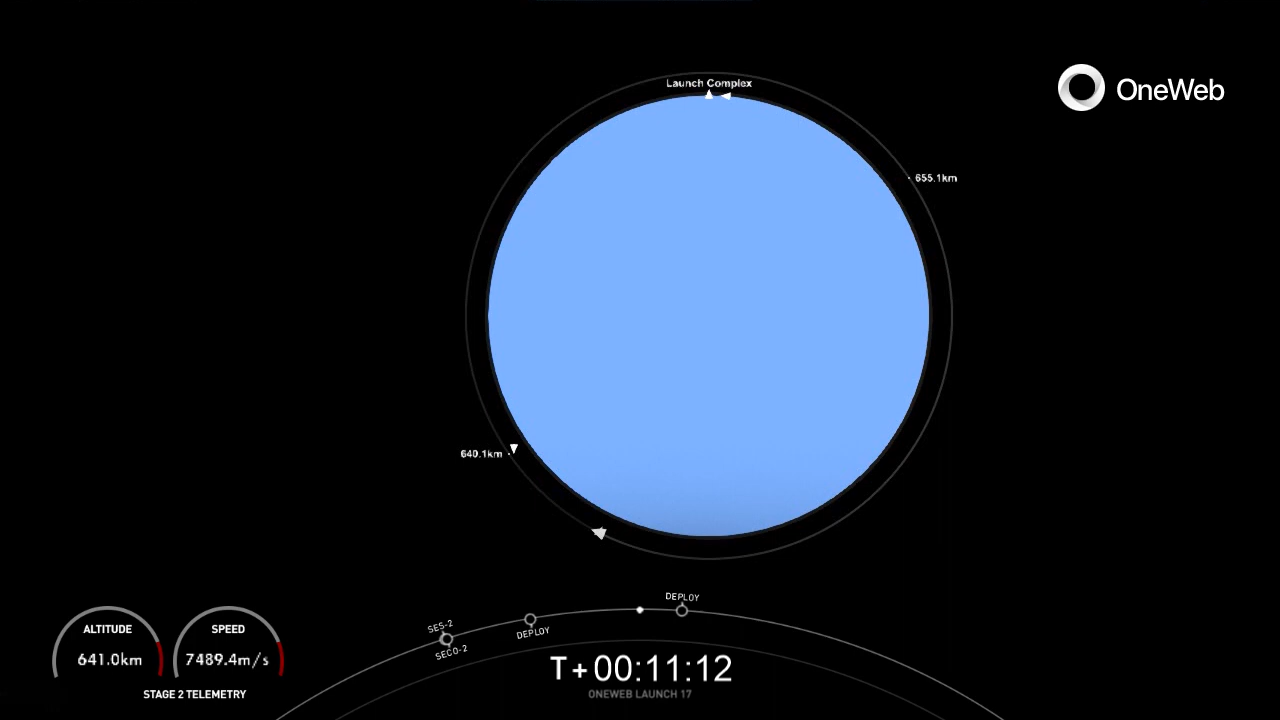 Launch Complex
OneWeb
655.1km
640.1km
DEPLOY
SES-2
DEPLOY
SECO-2
ALTITUDE
641.0km
SPEED
7489.4m/s
STAGE 2 TELEMETRY
T+00:11:12
ONEWEB LAUNCH 17